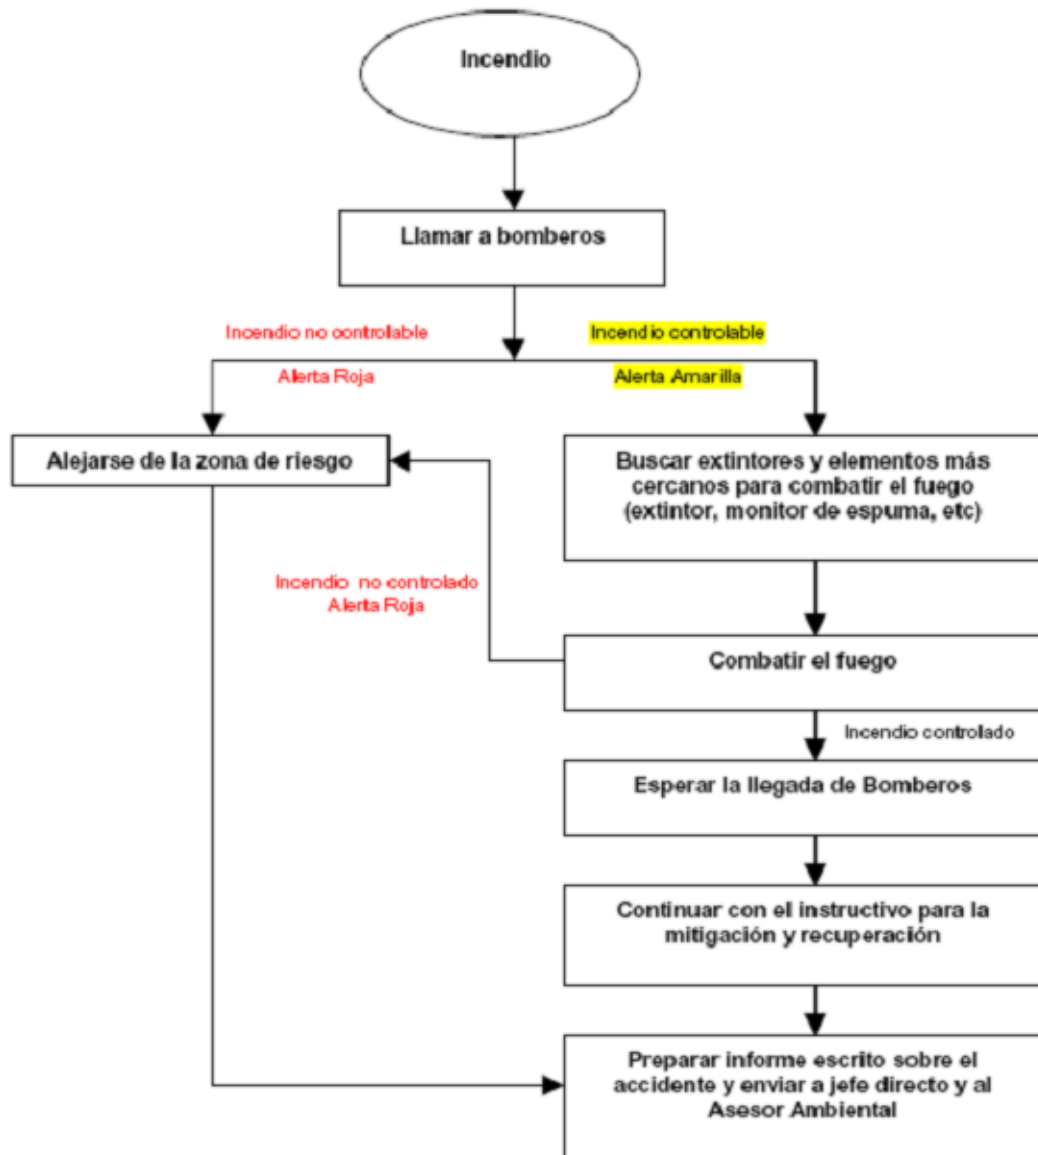 Incendio
Llamar a bomberos
Incendio no controllable
Incendio controlable
Alerta Roja
Alerta Amarilla
Alejarse de la zona de riesgo
Buscar extintores y elementos más
cercanos para combatir el fuego
(extintor, monitor de espuma, etc)
Incendio no controlado
Alerta Roja
Combatir el fuego
Incendio controlado
Esperar la llegada de Bomberos
Continuar con el instructivo para la
mitigación y recuperación
Preparar informe escrito sobre el
accidente y enviar a jefe directo y al
Asesor Ambiental